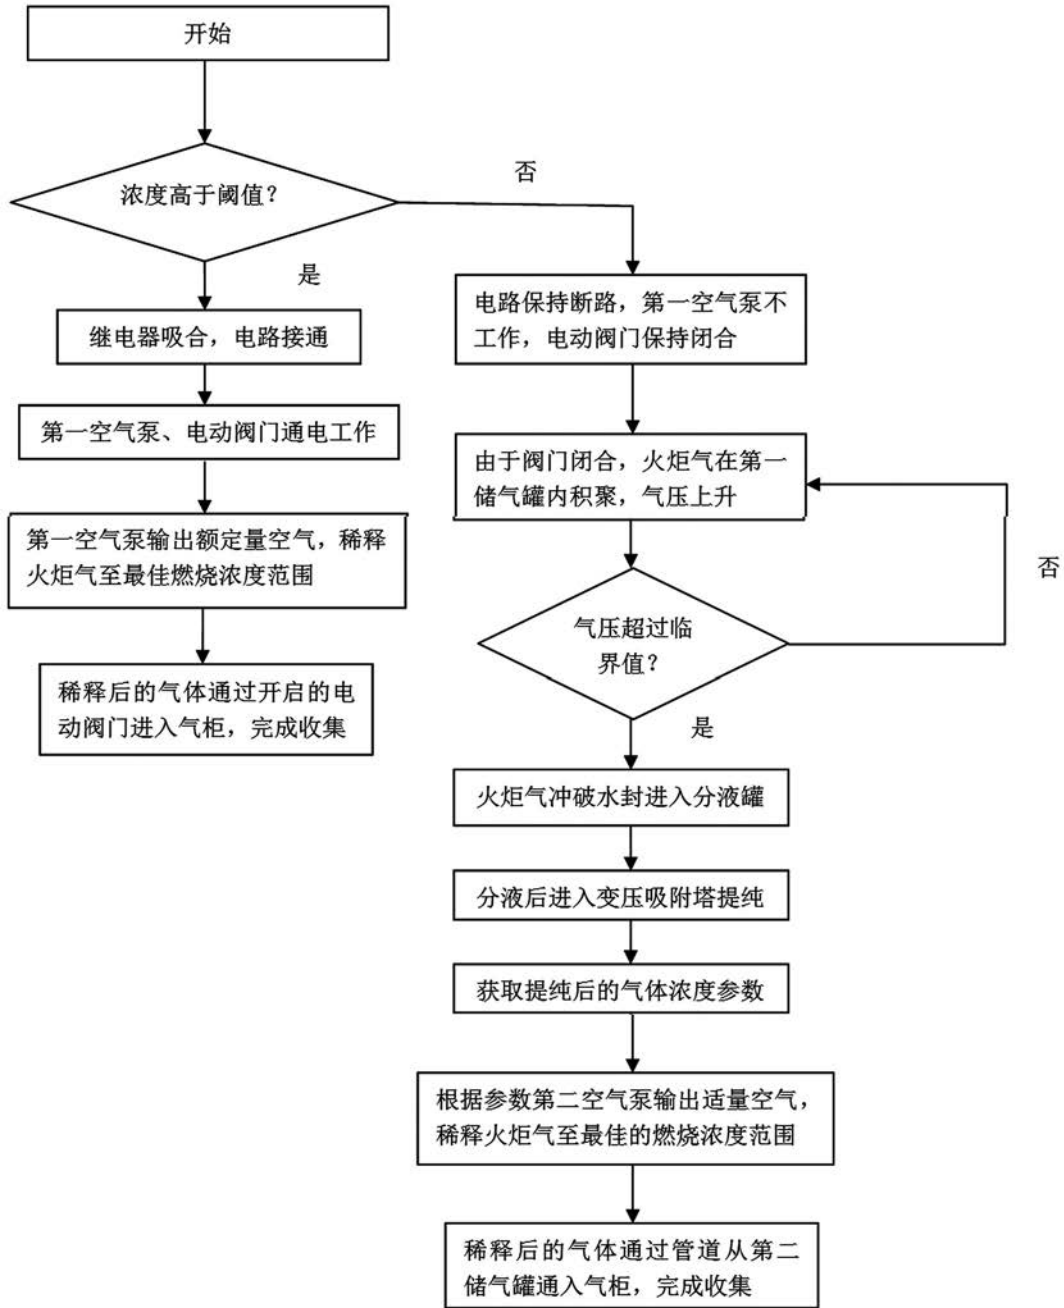 开始
浓度高于阈值？
否
是
继电器吸合，电路接通
第一空气泵、电动阀门通电工作
第一空气泵输出额定量空气，稀释
火炬气至最佳燃烧浓度范围
稀释后的气体通过开启的电
动阀门进入气柜，完成收集
电路保持断路，第一空气泵不
工作，电动阀门保持闭合
由于阀门闭合，火炬气在第一
储气罐内积聚，气压上升
气压超过临
界值？
否
是
火炬气冲破水封进入分液罐
分液后进入变压吸附塔提纯
获取提纯后的气体浓度参数
根据参数第二空气泵输出适量空气，
稀释火炬气至最佳的燃烧浓度范围
稀释后的气体通过管道从第二
储气罐通入气柜，完成收集